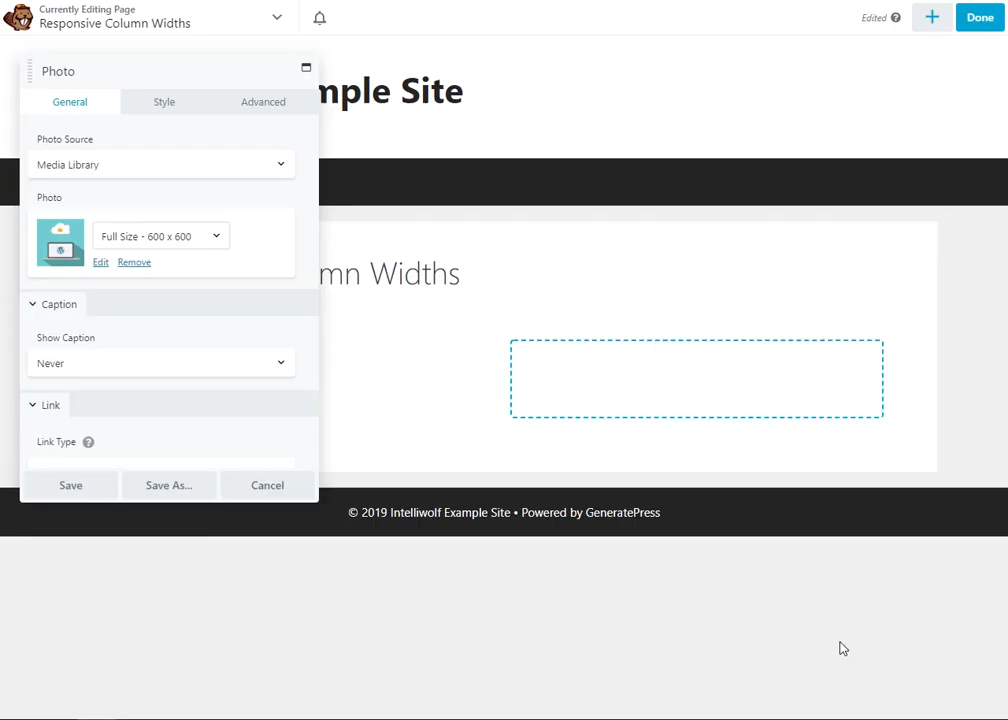 Currently Editing Page
Responsive Column Widths
Edited
Done
Photo
mple Site
General
Style
Advanced
Photo Source
Media Library
Photo
Full Size - 600 x 600
Edit
Remove
mn Widths
Caption
Show Caption
Never
Link
Link Type
Save
Save As...
Cancel
© 2019 Intelliwolf Example Site • Powered by GeneratePress